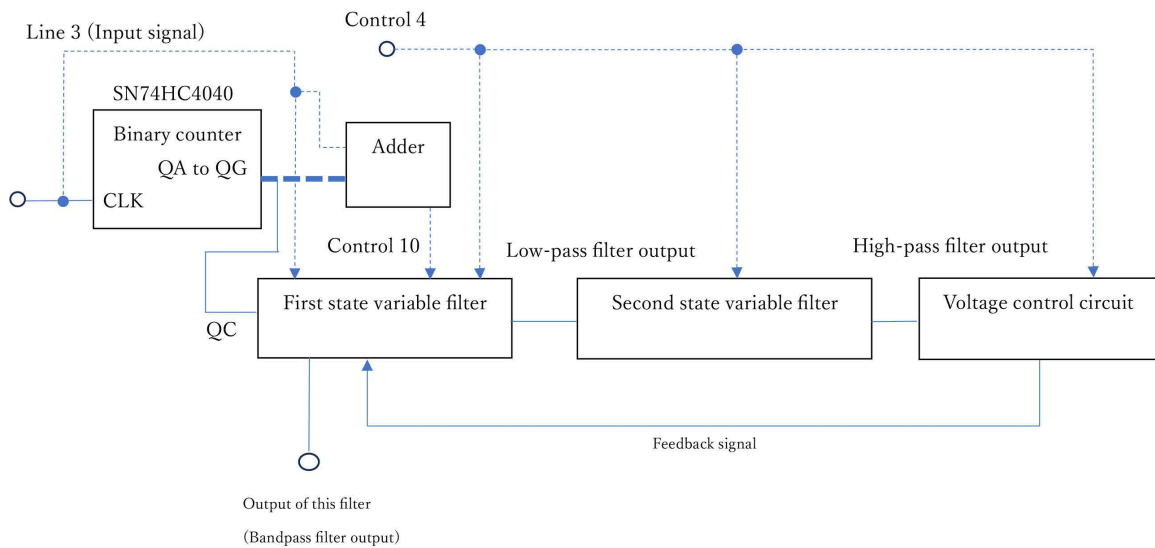 Control 4
Line 3 (Input signal)
SN74HC4040
Binary counter
QA to QG
CLK
Adder
Control 10
Low-pass filter output
High-pass filter output
First state variable filter
Second state variable filter
Voltage control circuit
QC
Feedback signal
Output of this filter
(Bandpass filter output)